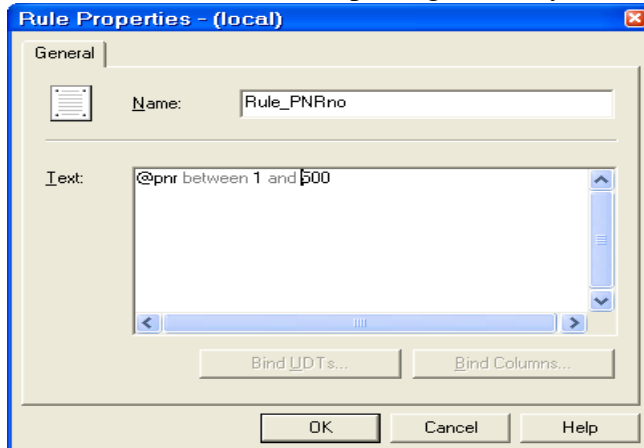 Rule Properties - (local)
General
Name: Rule_PNRno
Text: @pnr between 1 and 500
Bind UDTs... Bind Columns...
OK Cancel Help